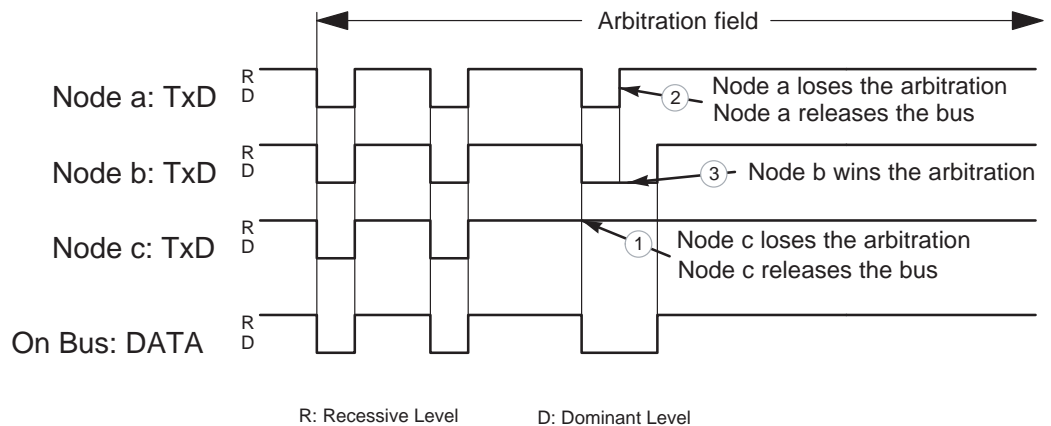 Arbitration field
R
D
Node a: TxD
2
Node a loses the arbitration
Node a releases the bus
R
D
Node b: TxD
3
Node b wins the arbitration
R
D
Node c: TxD
1
Node c loses the arbitration
Node c releases the bus
R
D
On Bus: DATA
R: Recessive Level
D: Dominant Level